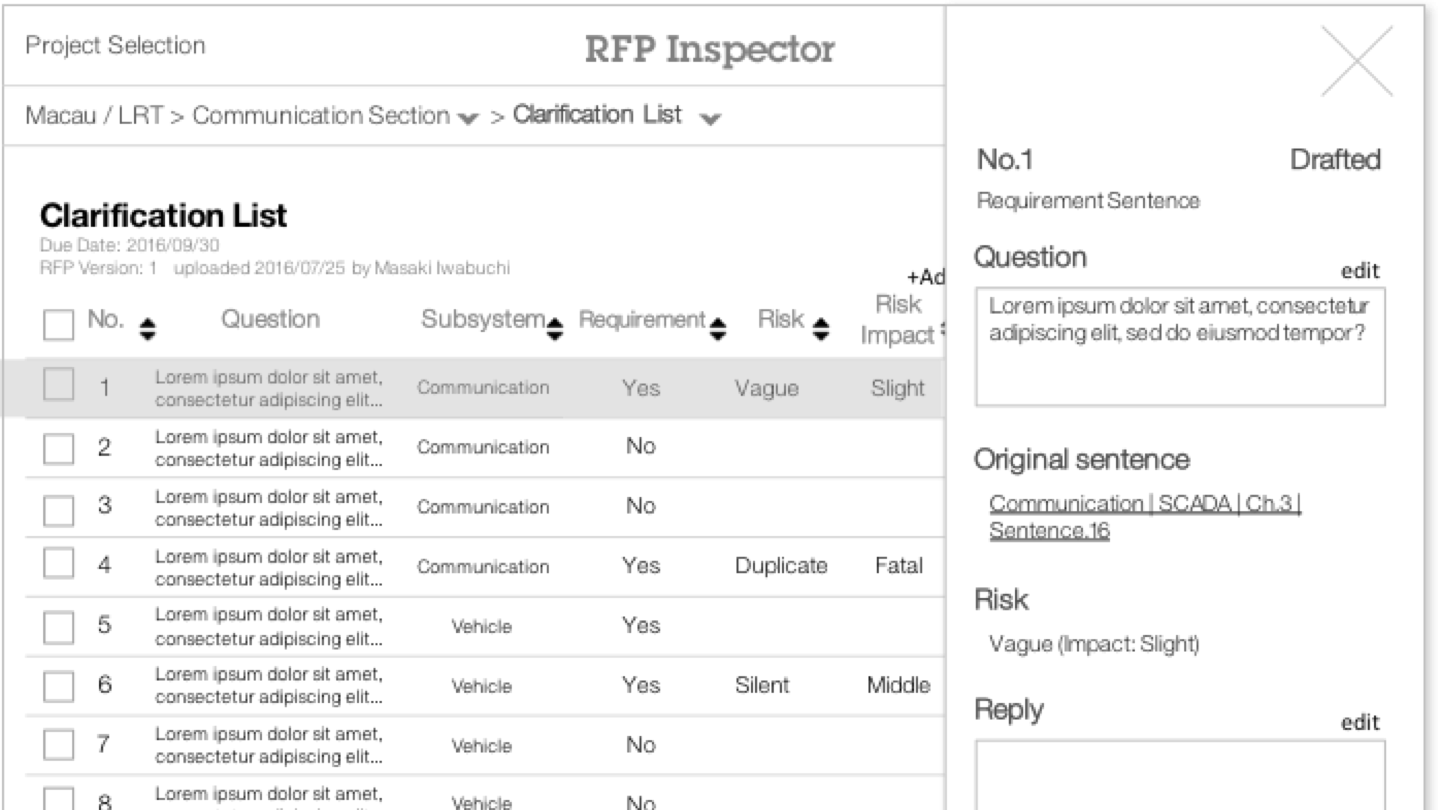 Project Selection
RFP Inspector
Macau / LRT > Communication Section > Clarification List
Clarification List
Due Date: 2016/09/30
RFP Version: 1 uploaded 2016/07/25 by Masaki Iwabuchi
+Ad
No. Question Subsystem Requirement Risk Risk
Impact
1 Lorem ipsum dolor sit amet, Communication Yes Vague Slight
consectetur adipiscing elit...
2 Lorem ipsum dolor sit amet, Communication No
consectetur adipiscing elit...
3 Lorem ipsum dolor sit amet, Communication No
consectetur adipiscing elit...
4 Lorem ipsum dolor sit amet, Communication Yes Duplicate Fatal
consectetur adipiscing elit...
5 Lorem ipsum dolor sit amet, Vehicle Yes
consectetur adipiscing elit...
6 Lorem ipsum dolor sit amet, Vehicle Yes Silent Middle
consectetur adipiscing elit...
7 Lorem ipsum dolor sit amet, Vehicle No
consectetur adipiscing elit...
8 Lorem ipsum dolor sit amet, Vehicle No
No.1 Drafted
Requirement Sentence
Question edit
Lorem ipsum dolor sit amet, consectetur
adipiscing elit, sed do eiusmod tempor?
Original sentence
Communication | SCADA | Ch.3 |
Sentence.16
Risk
Vague (Impact: Slight)
Reply edit